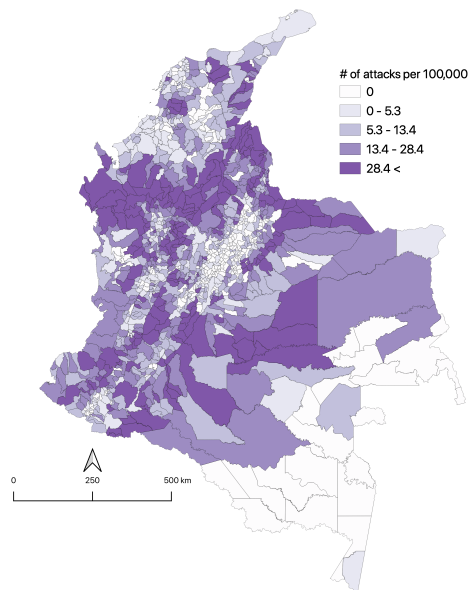 # of attacks per 100,000
0
0 - 5.3
5.3 - 13.4
13.4 - 28.4
28.4 <
0 250 500 km